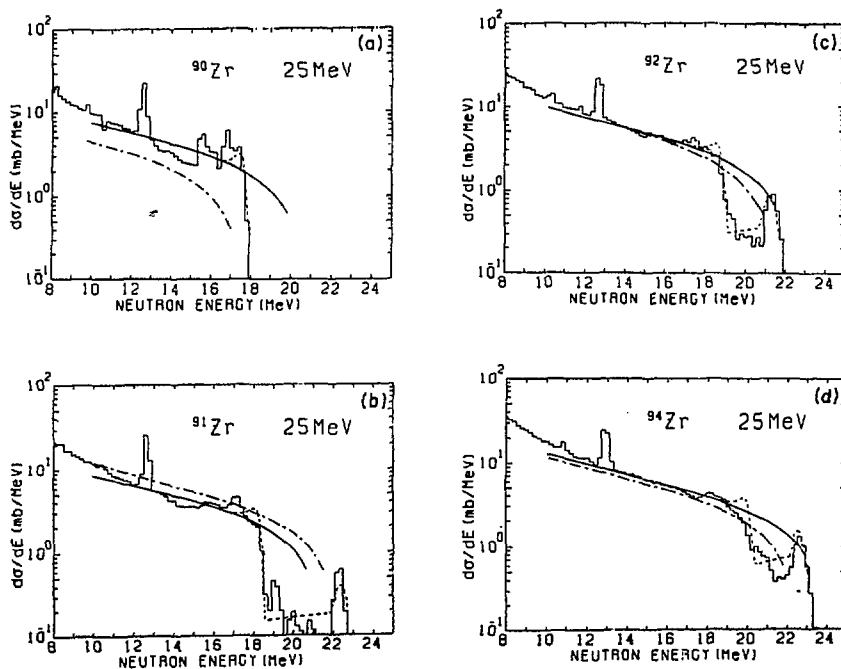 (a)
⁹⁰Zr 25MeV
10²
10¹
10⁰
10⁻¹
dσ/dE (mb/MeV)
8 10 12 14 16 18 20 22 24
NEUTRON ENERGY (MeV)
(c)
⁹²Zr 25MeV
10²
10¹
10⁰
10⁻¹
dσ/dE (mb/MeV)
8 10 12 14 16 18 20 22 24
NEUTRON ENERGY (MeV)
(b)
⁹¹Zr 25MeV
10²
10¹
10⁰
10⁻¹
dσ/dE (mb/MeV)
8 10 12 14 16 18 20 22 24
NEUTRON ENERGY (MeV)
(d)
⁹⁴Zr 25MeV
10²
10¹
10⁰
10⁻¹
dσ/dE (mb/MeV)
8 10 12 14 16 18 20 22 24
NEUTRON ENERGY (MeV)